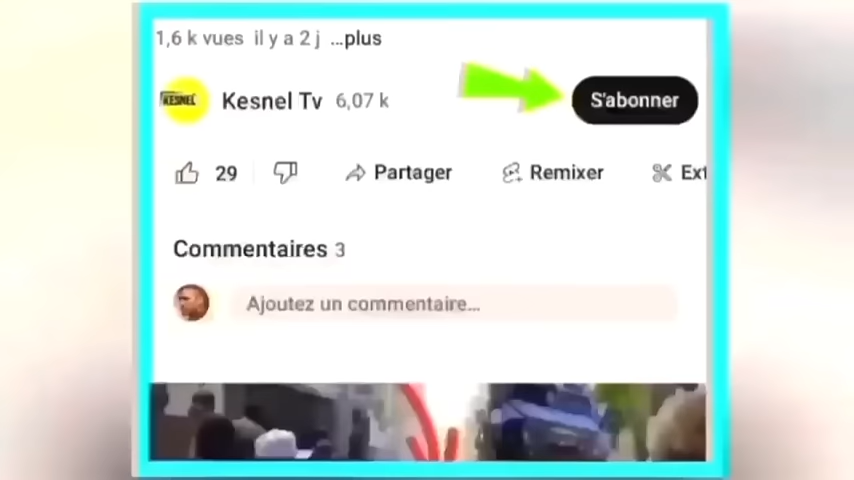 1,6 k vues il y a 2 j ...plus
KESNEL
Kesnel Tv 6,07 k
S'abonner
29
Partager
Remixer
Ext
Commentaires 3
Ajoutez un commentaire...